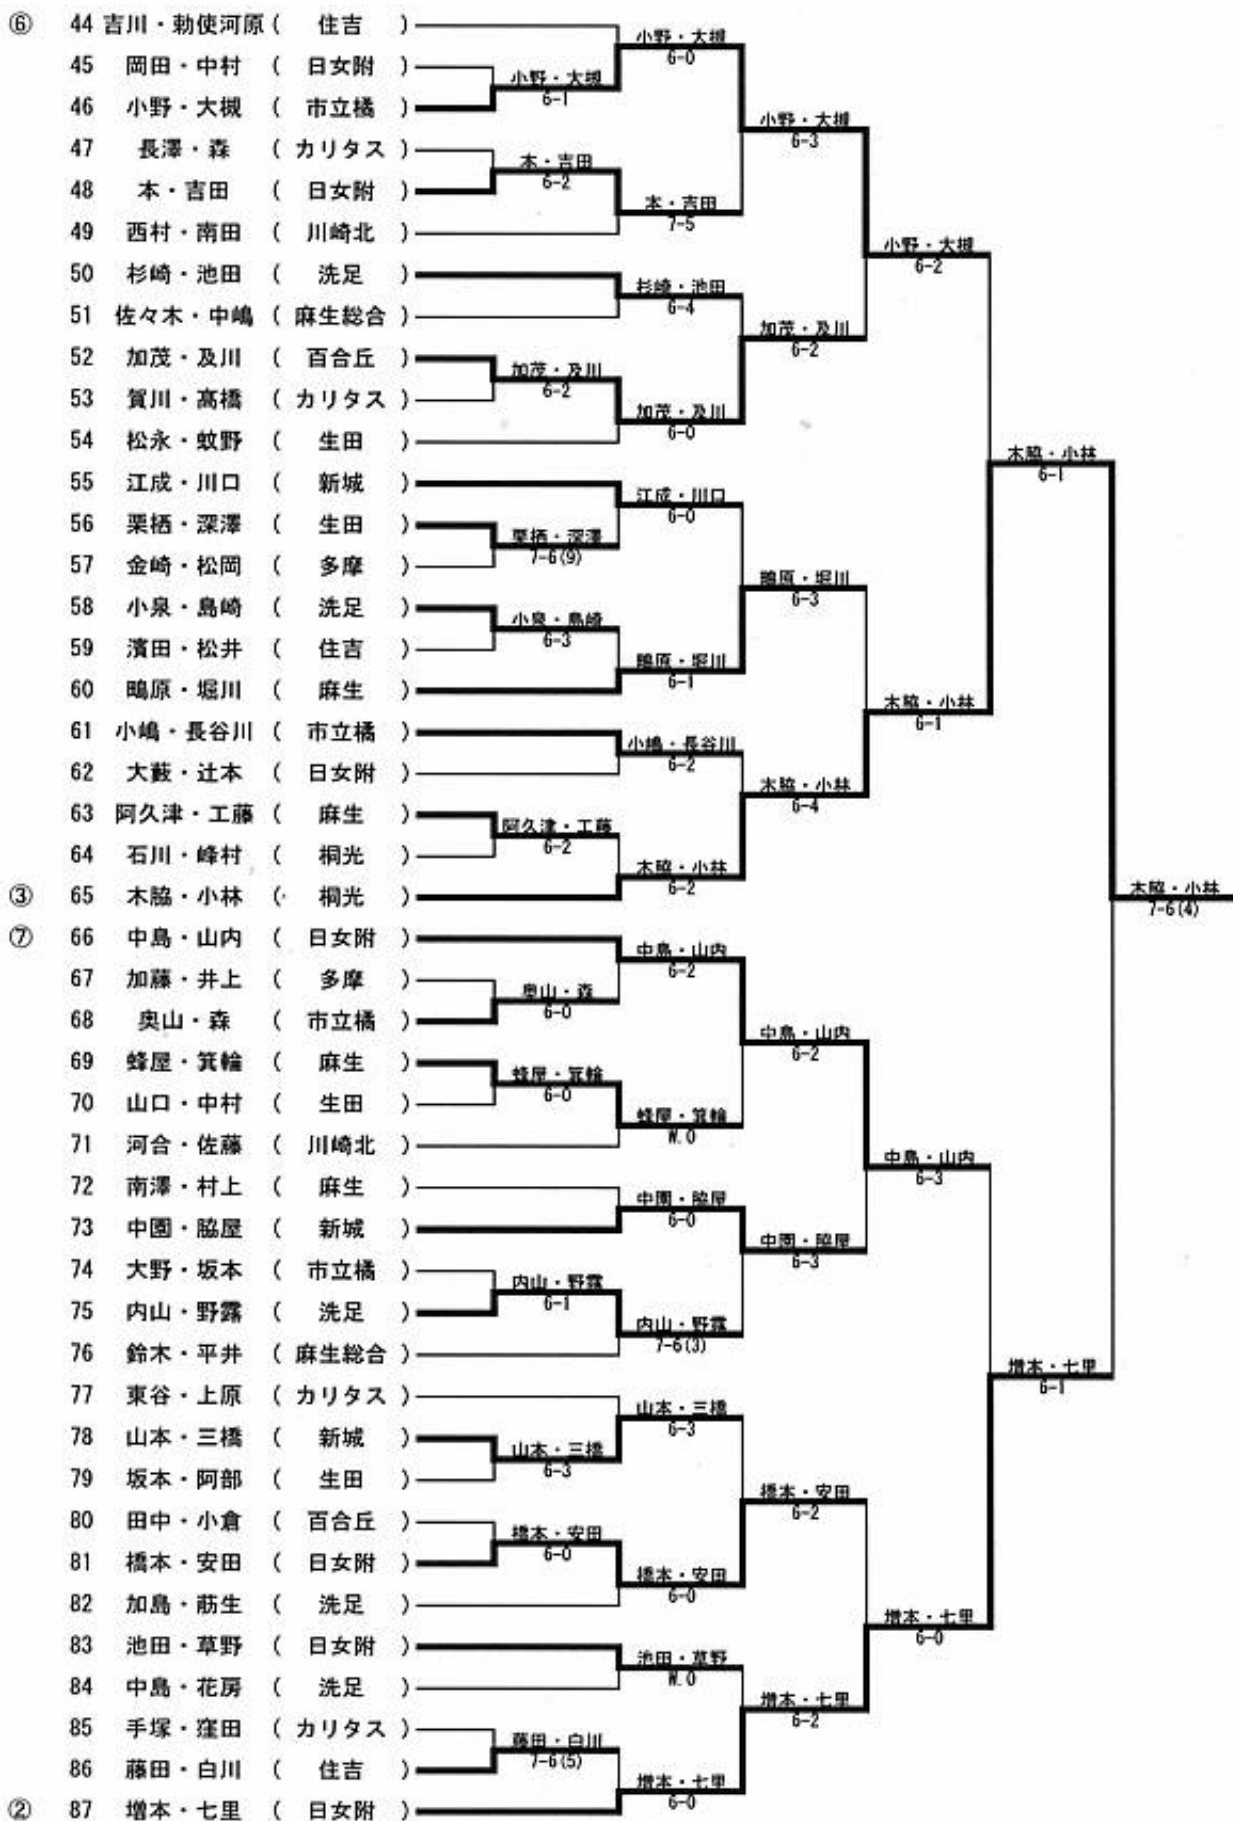 ⑥ 44 吉川・勅使河原 ( 住吉 )
小野・大槻
6-0
45 岡田・中村 ( 日女附 )
小野・大槻
6-1
46 小野・大槻 ( 市立橘 )
小野・大槻
6-3
47 長澤・森 ( カリタス )
本・吉田
6-2
48 本・吉田 ( 日女附 )
本・吉田
7-5
49 西村・南田 ( 川崎北 )
小野・大槻
6-2
50 杉崎・池田 ( 洗足 )
杉崎・池田
6-4
51 佐々木・中嶋 ( 麻生総合 )
加茂・及川
6-2
52 加茂・及川 ( 百合丘 )
加茂・及川
6-2
53 賀川・高橋 ( カリタス )
加茂・及川
6-0
54 松永・蚊野 ( 生田 )
木脇・小林
6-1
55 江成・川口 ( 新城 )
江成・川口
6-0
56 栗栖・深澤 ( 生田 )
栗栖・深澤
7-6(9)
57 金崎・松岡 ( 多摩 )
鴫原・堀川
6-3
58 小泉・島崎 ( 洗足 )
小泉・島崎
6-3
59 濱田・松井 ( 住吉 )
鴫原・堀川
6-1
60 鴫原・堀川 ( 麻生 )
木脇・小林
6-1
61 小嶋・長谷川 ( 市立橘 )
小嶋・長谷川
6-2
62 大藪・辻本 ( 日女附 )
木脇・小林
6-4
63 阿久津・工藤 ( 麻生 )
阿久津・工藤
6-2
64 石川・峰村 ( 桐光 )
木脇・小林
6-2
③ 65 木脇・小林 ( 桐光 )
木脇・小林
7-6(4)
⑦ 66 中島・山内 ( 日女附 )
中島・山内
6-2
67 加藤・井上 ( 多摩 )
奥山・森
6-0
68 奥山・森 ( 市立橘 )
中島・山内
6-2
69 蜂屋・箕輪 ( 麻生 )
蜂屋・箕輪
6-0
70 山口・中村 ( 生田 )
蜂屋・箕輪
W.O
71 河合・佐藤 ( 川崎北 )
中島・山内
6-3
72 南澤・村上 ( 麻生 )
中園・脇屋
6-0
73 中園・脇屋 ( 新城 )
中園・脇屋
6-3
74 大野・坂本 ( 市立橘 )
内山・野露
6-1
75 内山・野露 ( 洗足 )
内山・野露
7-6(3)
76 鈴木・平井 ( 麻生総合 )
増本・七里
6-1
77 東谷・上原 ( カリタス )
山本・三橋
6-3
78 山本・三橋 ( 新城 )
山本・三橋
6-3
79 坂本・阿部 ( 生田 )
橋本・安田
6-2
80 田中・小倉 ( 百合丘 )
橋本・安田
6-0
81 橋本・安田 ( 日女附 )
橋本・安田
6-0
82 加島・莇生 ( 洗足 )
増本・七里
6-0
83 池田・草野 ( 日女附 )
池田・草野
W.O
84 中島・花房 ( 洗足 )
増本・七里
6-2
85 手塚・窪田 ( カリタス )
藤田・白川
7-6(5)
86 藤田・白川 ( 住吉 )
増本・七里
6-0
② 87 増本・七里 ( 日女附 )